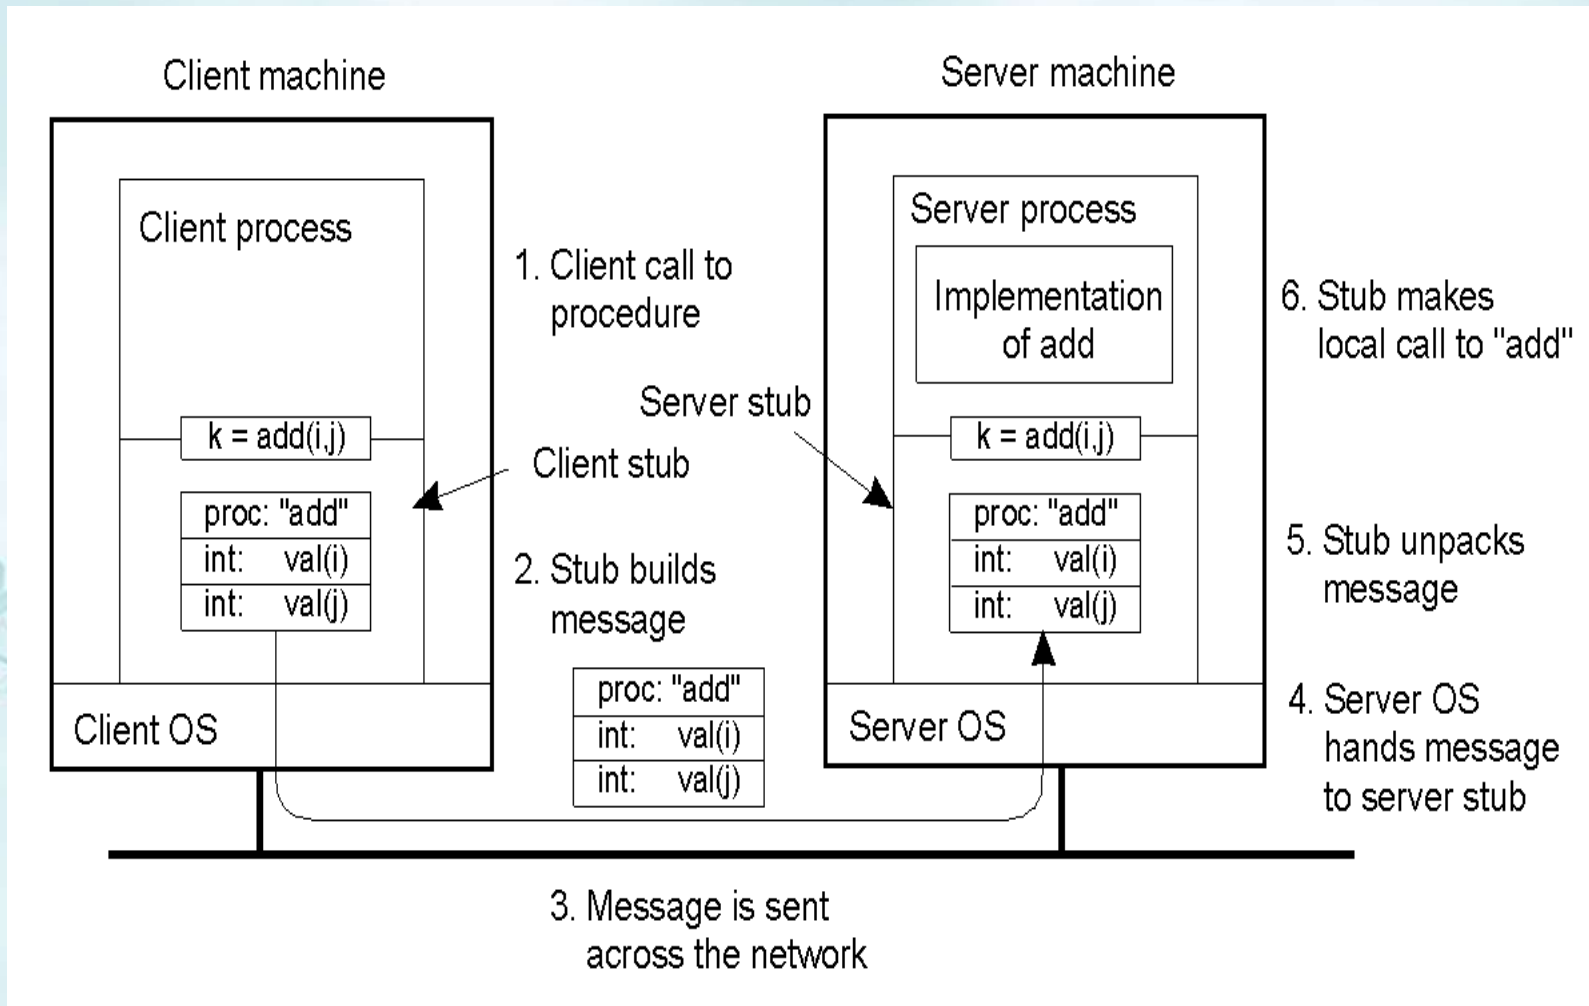 Client machine
Server machine
Client process
1. Client call to
procedure
k = add(i,j)
Client stub
proc: "add"
int: val(i)
int: val(j)
2. Stub builds
message
proc: "add"
int: val(i)
int: val(j)
Client OS
3. Message is sent
across the network
Server process
Implementation
of add
Server stub
k = add(i,j)
proc: "add"
int: val(i)
int: val(j)
Server OS
6. Stub makes
local call to "add"
5. Stub unpacks
message
4. Server OS
hands message
to server stub